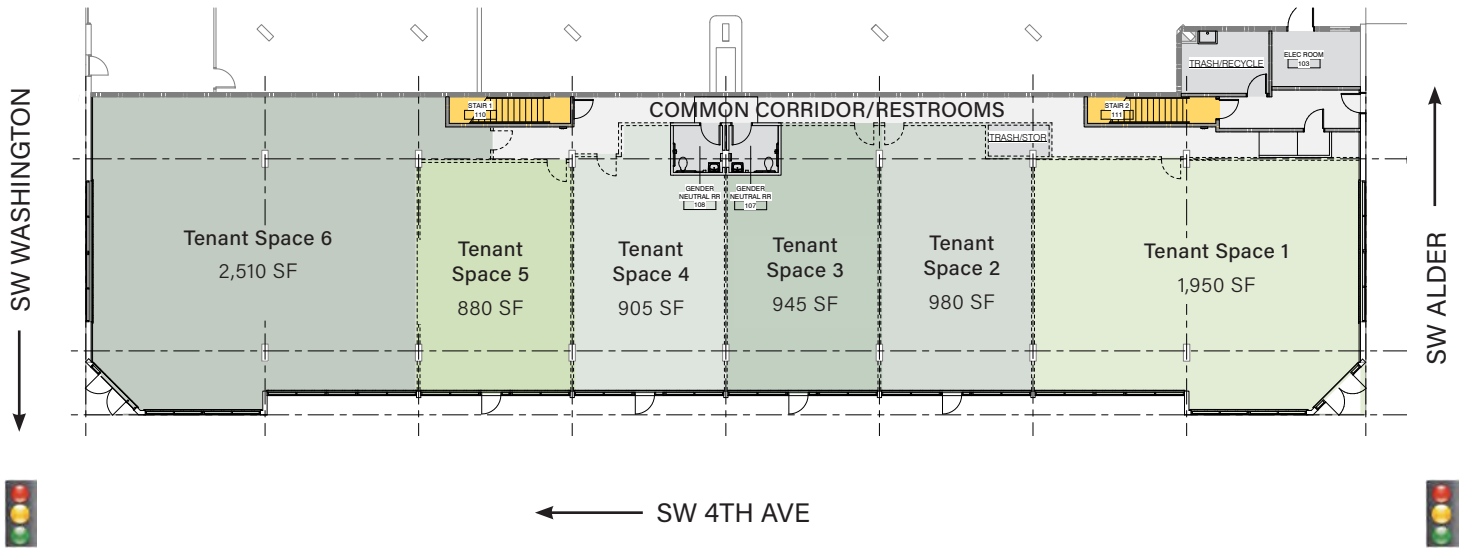 TRASH/RECYCLE
ELEC ROOM
103
STAIR 1
110
COMMON CORRIDOR/RESTROOMS
STAIR 2
111
TRASH/STOR
GENDER
NEUTRAL RR
108
GENDER
NEUTRAL RR
107
SW WASHINGTON
Tenant Space 6
2,510 SF
Tenant
Space 5
880 SF
Tenant
Space 4
905 SF
Tenant
Space 3
945 SF
Tenant
Space 2
980 SF
Tenant Space 1
1,950 SF
SW ALDER
SW 4TH AVE